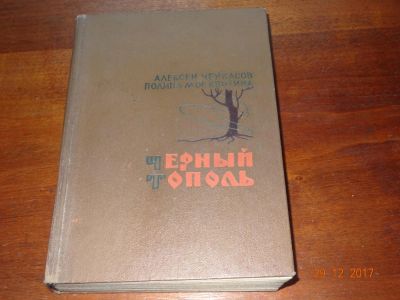 АЛЕКСЕЙ ЧЕРКАСОВ
ПОЛИНА МОСКВИТИНА
ЧЕРНЫЙ
ТОПОЛЬ
29 12 2017